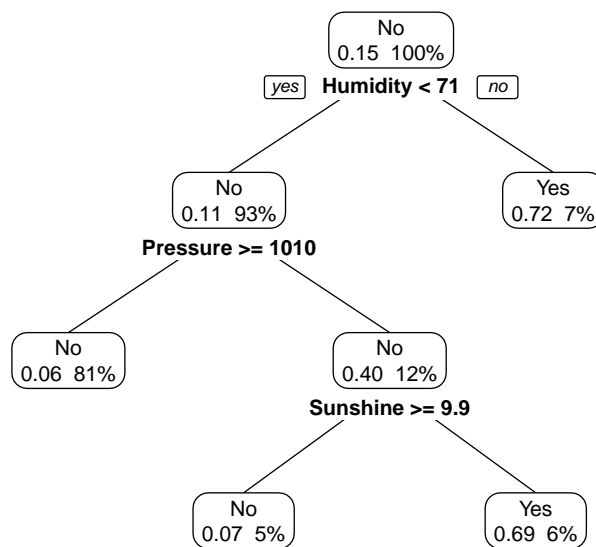 No
0.15 100%
yes Humidity < 71 no
No
0.11 93%
Yes
0.72 7%
Pressure >= 1010
No
0.06 81%
No
0.40 12%
Sunshine >= 9.9
No
0.07 5%
Yes
0.69 6%